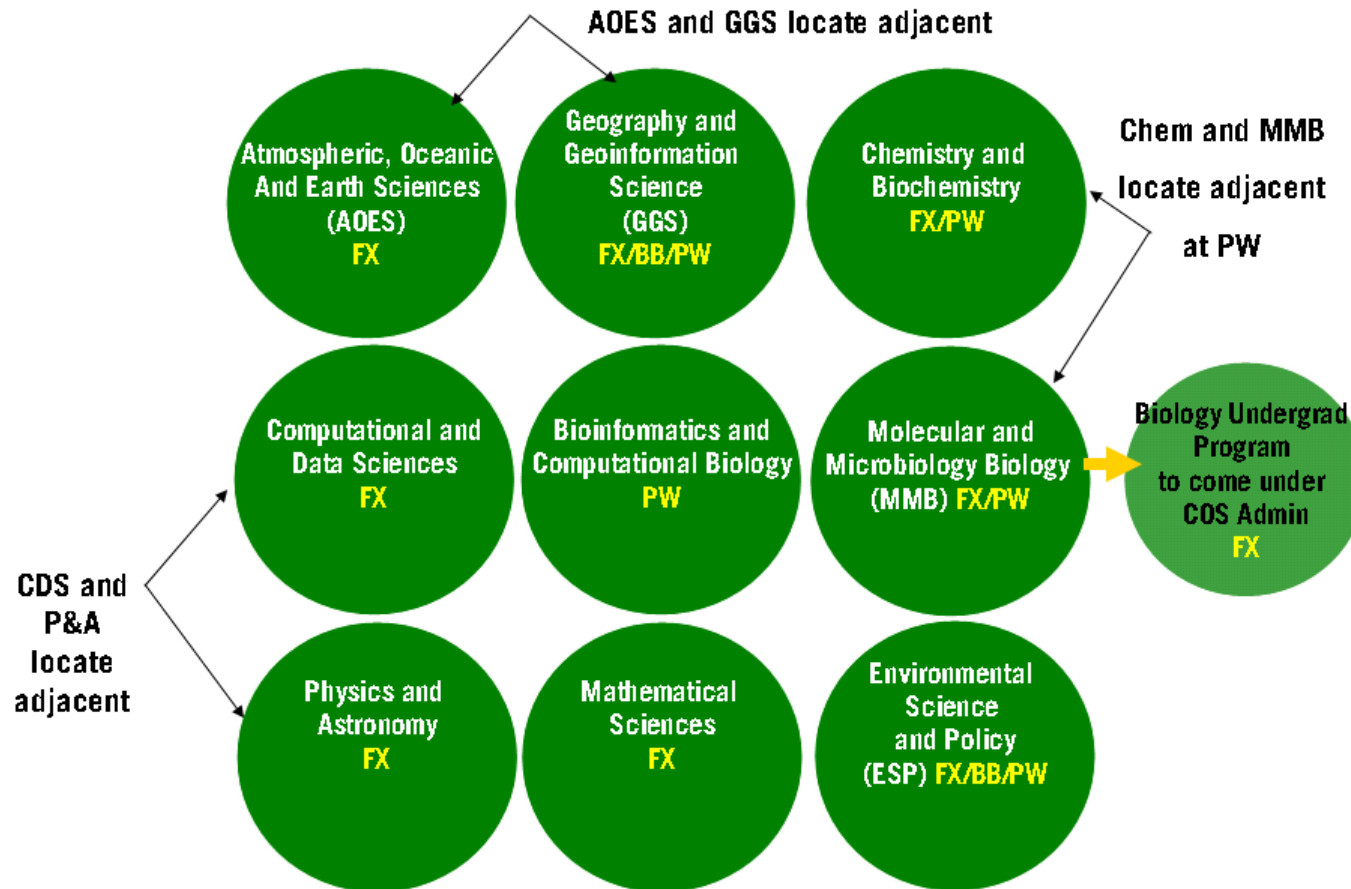 AOES and GGS locate adjacent
Atmospheric, Oceanic
And Earth Sciences
(AOES)
FX
Geography and
Geoinformation
Science
(GGS)
FX/BB/PW
Chemistry and
Biochemistry
FX/PW
Chem and MMB
locate adjacent
at PW
Computational and
Data Sciences
FX
Bioinformatics and
Computational Biology
PW
Molecular and
Microbiology Biology
(MMB) FX/PW
Biology Undergrad
Program
to come under
COS Admin
FX
CDS and
P&A
locate
adjacent
Physics and
Astronomy
FX
Mathematical
Sciences
FX
Environmental
Science
and Policy
(ESP) FX/BB/PW